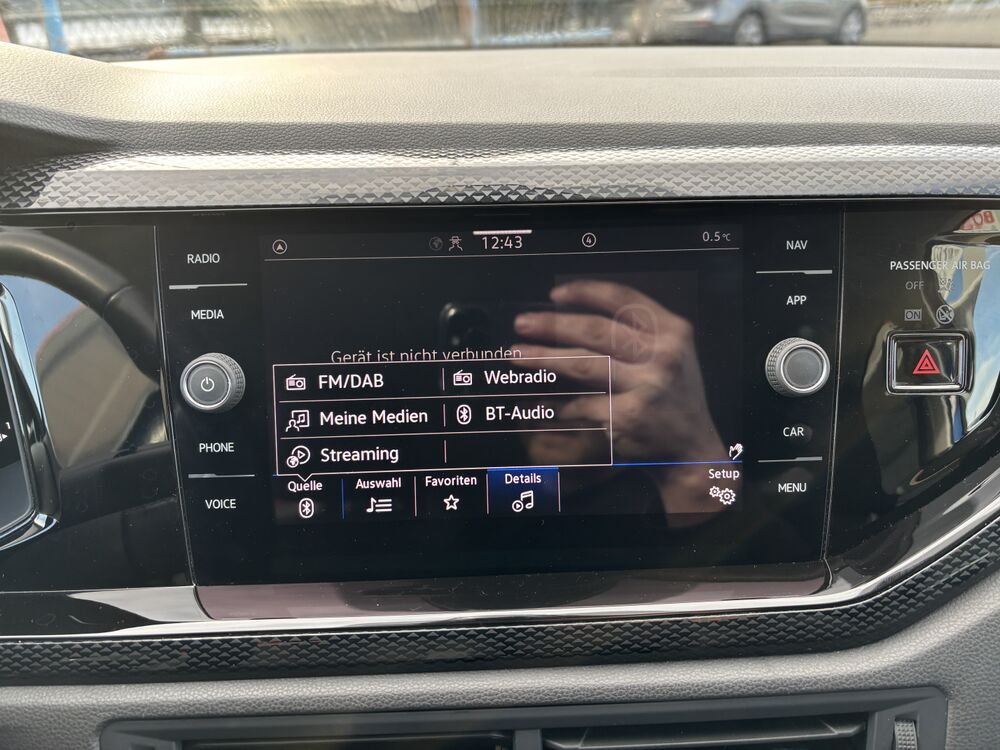 RADIO
MEDIA
PHONE
VOICE
12:43
4
0.5°C
Gerät ist nicht verbunden
FM/DAB
Webradio
Meine Medien
BT-Audio
Streaming
Quelle
Auswahl
Favoriten
Details
Setup
NAV
APP
CAR
MENU
PASSENGER AIR BAG
OFF
ON